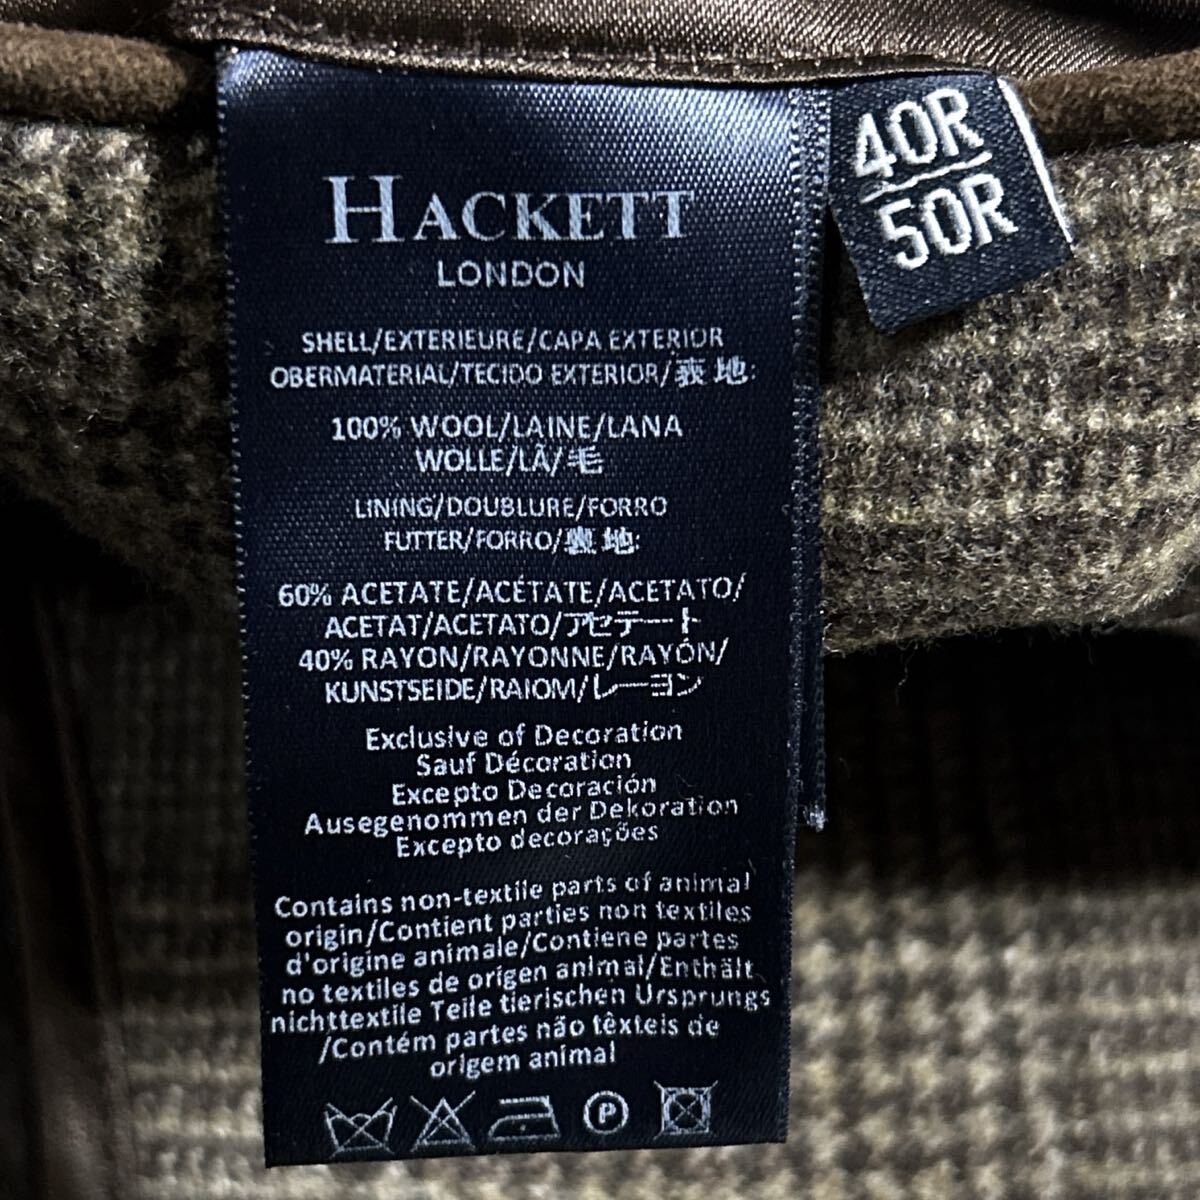 HACKETT
LONDON
40R
50R
SHELL/EXTERIEURE/CAPA EXTERIOR
OBERMATERIAL/TECIDO EXTERIOR/表地:
100% WOOL/LAINE/LANA
WOLLE/LÃ/毛
LINING/DOUBLURE/FORRO
FUTTER/FORRO/裏地:
60% ACETATE/ACÉTATE/ACETATO/
ACETAT/ACETATO/アセテート
40% RAYON/RAYONNE/RAYÓN/
KUNSTSEIDE/RAIOM/レーヨン
Exclusive of Decoration
Sauf Décoration
Excepto Decoración
Ausegenommen der Dekoration
Excepto decorações
Contains non-textile parts of animal
origin/Contient parties non textiles
d'origine animale/Contiene partes
no textiles de origen animal/Enthält
nichttextile Teile tierischen Ursprungs
/Contém partes não têxteis de
origem animal
P